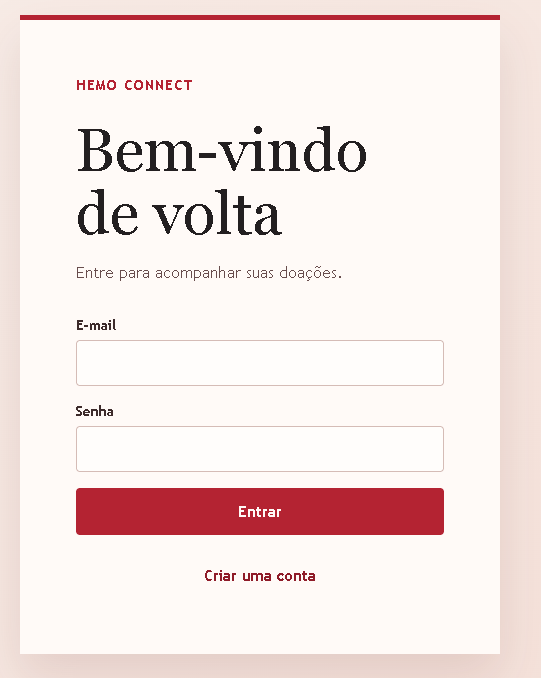 HEMO CONNECT
Bem-vindo
de volta
Entre para acompanhar suas doações.
E-mail
Senha
Entrar
Criar uma conta